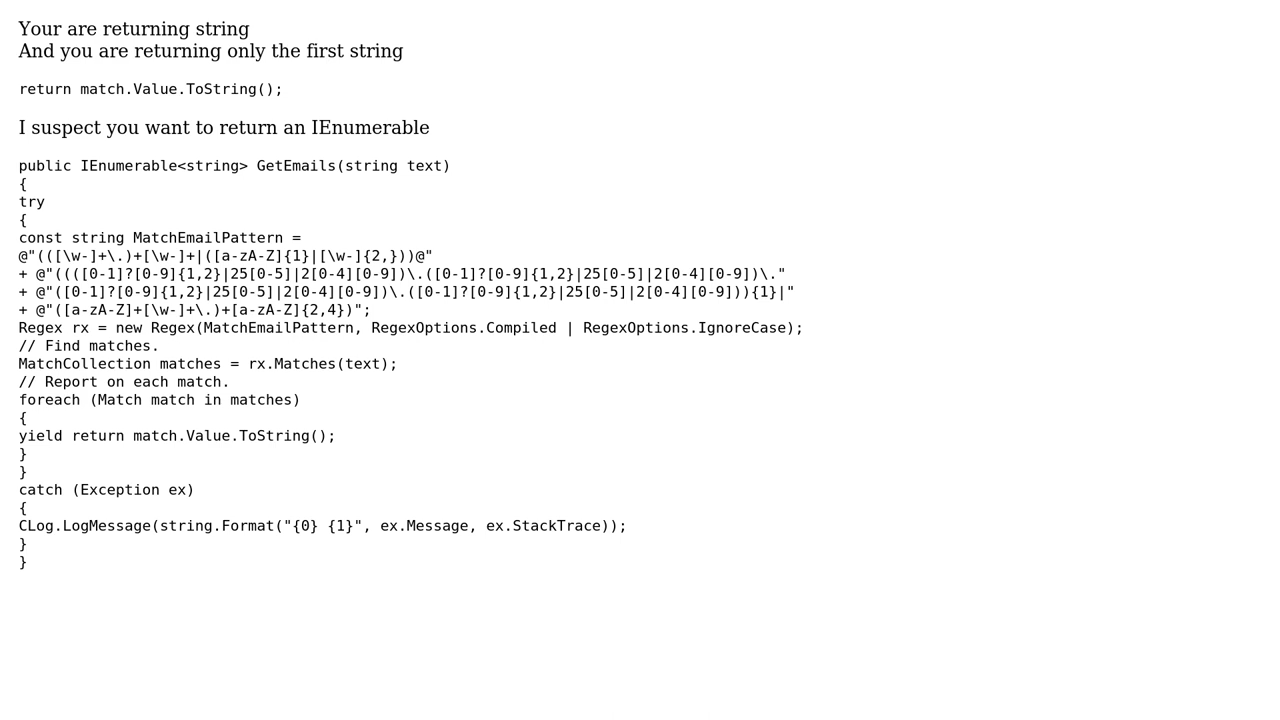 Your are returning string
And you are returning only the first string
return match.Value.ToString();
I suspect you want to return an IEnumerable
public IEnumerable<string> GetEmails(string text)
{
try
{
const string MatchEmailPattern =
@"(([\w-]+\.)+[\w-]+|([a-zA-Z]{1}|[\w-]{2,}))@"
+ @"((([0-1]?[0-9]{1,2}|25[0-5]|2[0-4][0-9])\.([0-1]?[0-9]{1,2}|25[0-5]|2[0-4][0-9])\."
+ @"([0-1]?[0-9]{1,2}|25[0-5]|2[0-4][0-9])\.([0-1]?[0-9]{1,2}|25[0-5]|2[0-4][0-9])){1}|"
+ @"([a-zA-Z]+[\w-]+\.)+[a-zA-Z]{2,4})";
Regex rx = new Regex(MatchEmailPattern, RegexOptions.Compiled | RegexOptions.IgnoreCase);
// Find matches.
MatchCollection matches = rx.Matches(text);
// Report on each match.
foreach (Match match in matches)
{
yield return match.Value.ToString();
}
}
catch (Exception ex)
{
CLog.LogMessage(string.Format("{0} {1}", ex.Message, ex.StackTrace));
}
}